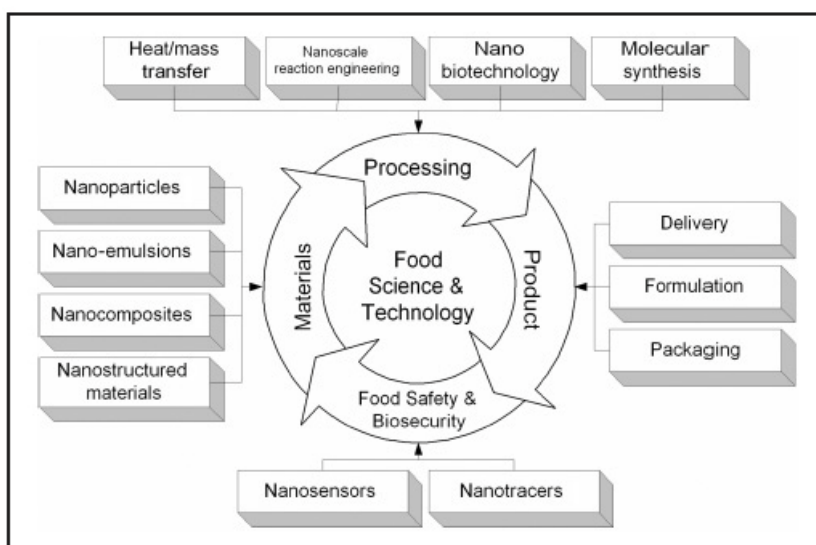 Heat/mass
transfer
Nanoscale
reaction engineering
Nano
biotechnology
Molecular
synthesis
Processing
Nanoparticles
Nano-emulsions
Nanocomposites
Nanostructured
materials
Materials
Food
Science &
Technology
Product
Delivery
Formulation
Packaging
Food Safety &
Biosecurity
Nanosensors
Nanotracers